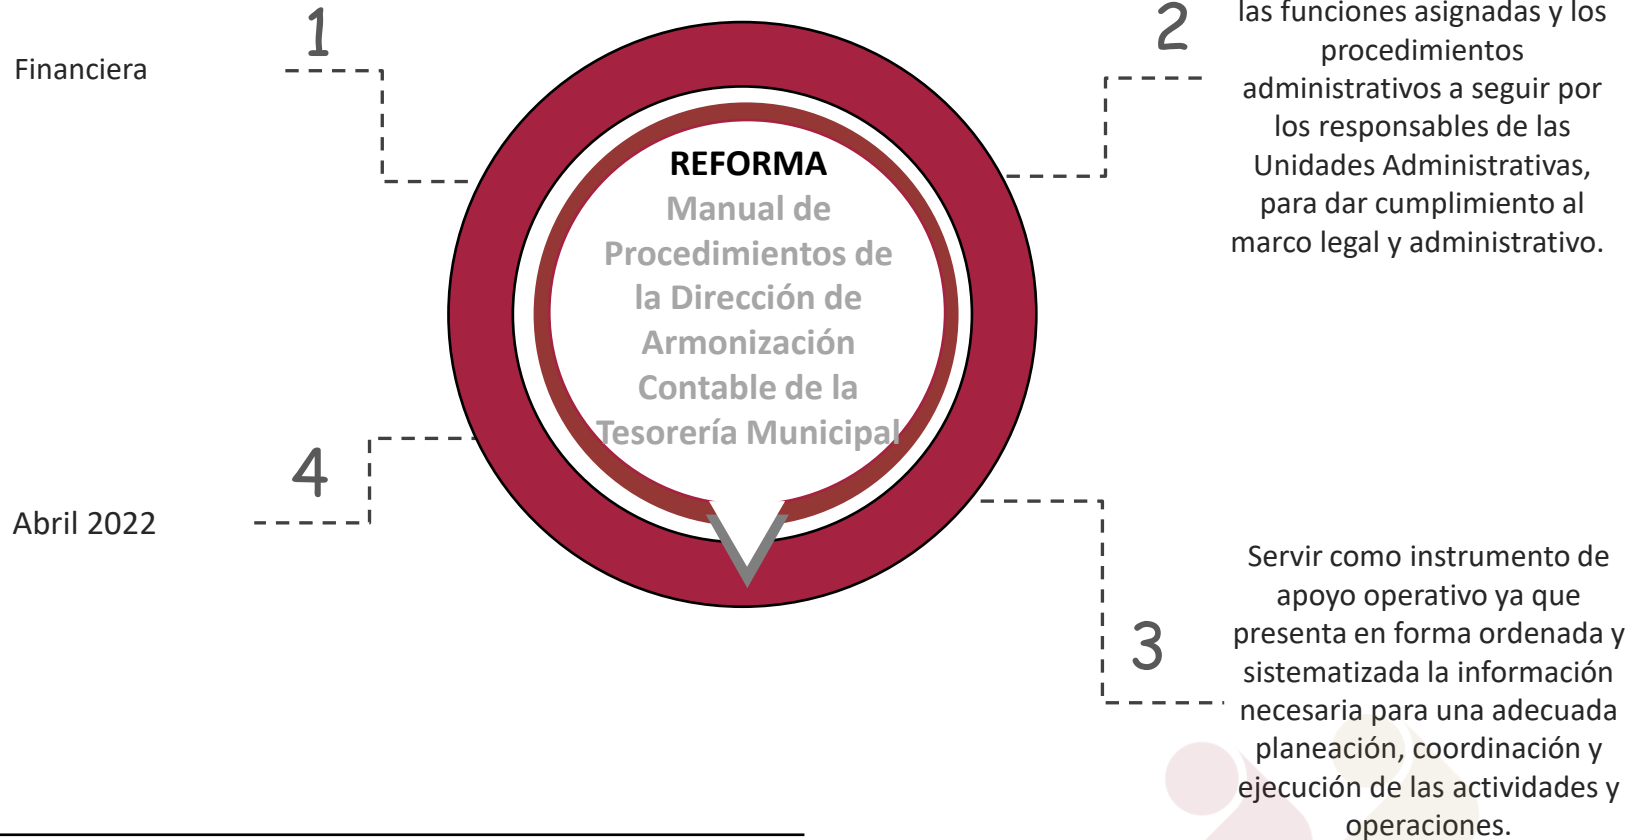 1
Financiera
REFORMA
Manual de
Procedimientos de
la Dirección de
Armonización
Contable de la
Tesorería Municipal
2
las funciones asignadas y los
procedimientos
administrativos a seguir por
los responsables de las
Unidades Administrativas,
para dar cumplimiento al
marco legal y administrativo.
4
Abril 2022
3
Servir como instrumento de
apoyo operativo ya que
presenta en forma ordenada y
sistematizada la información
necesaria para una adecuada
planeación, coordinación y
ejecución de las actividades y
operaciones.